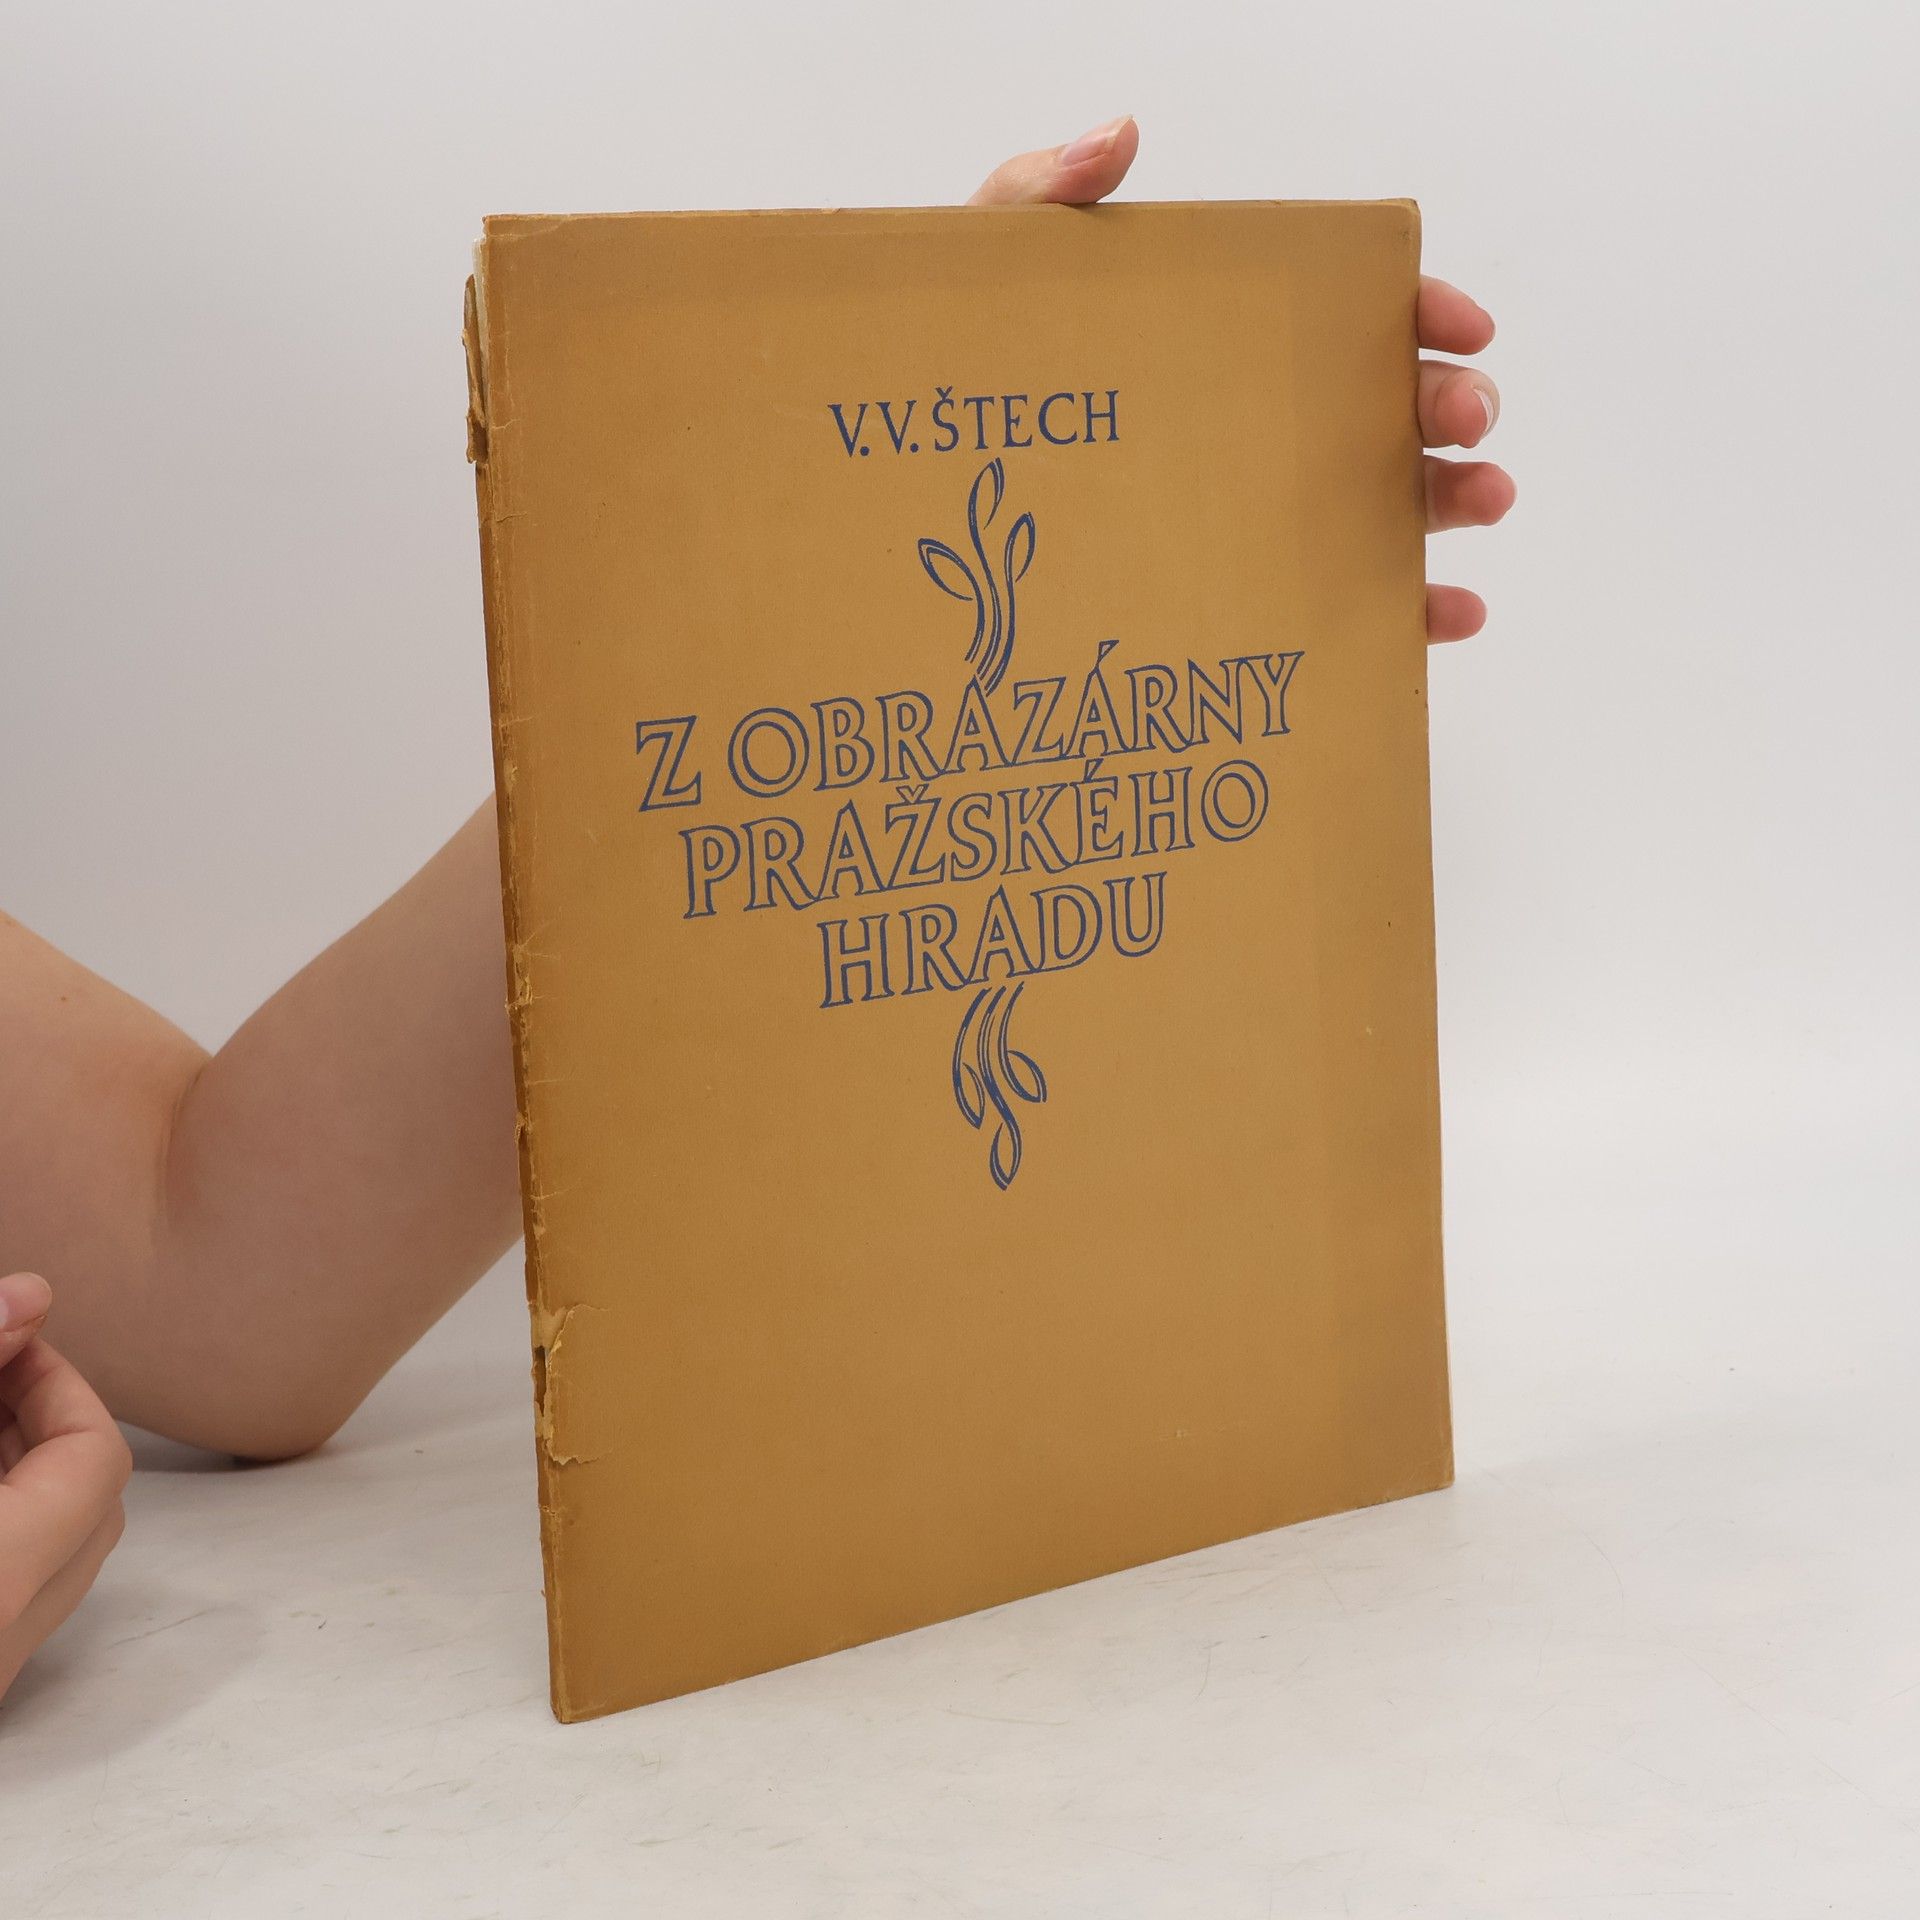 V. V. ŠTECH
Z OBRAZÁRNY
PRAŽSKÉHO
HRADU